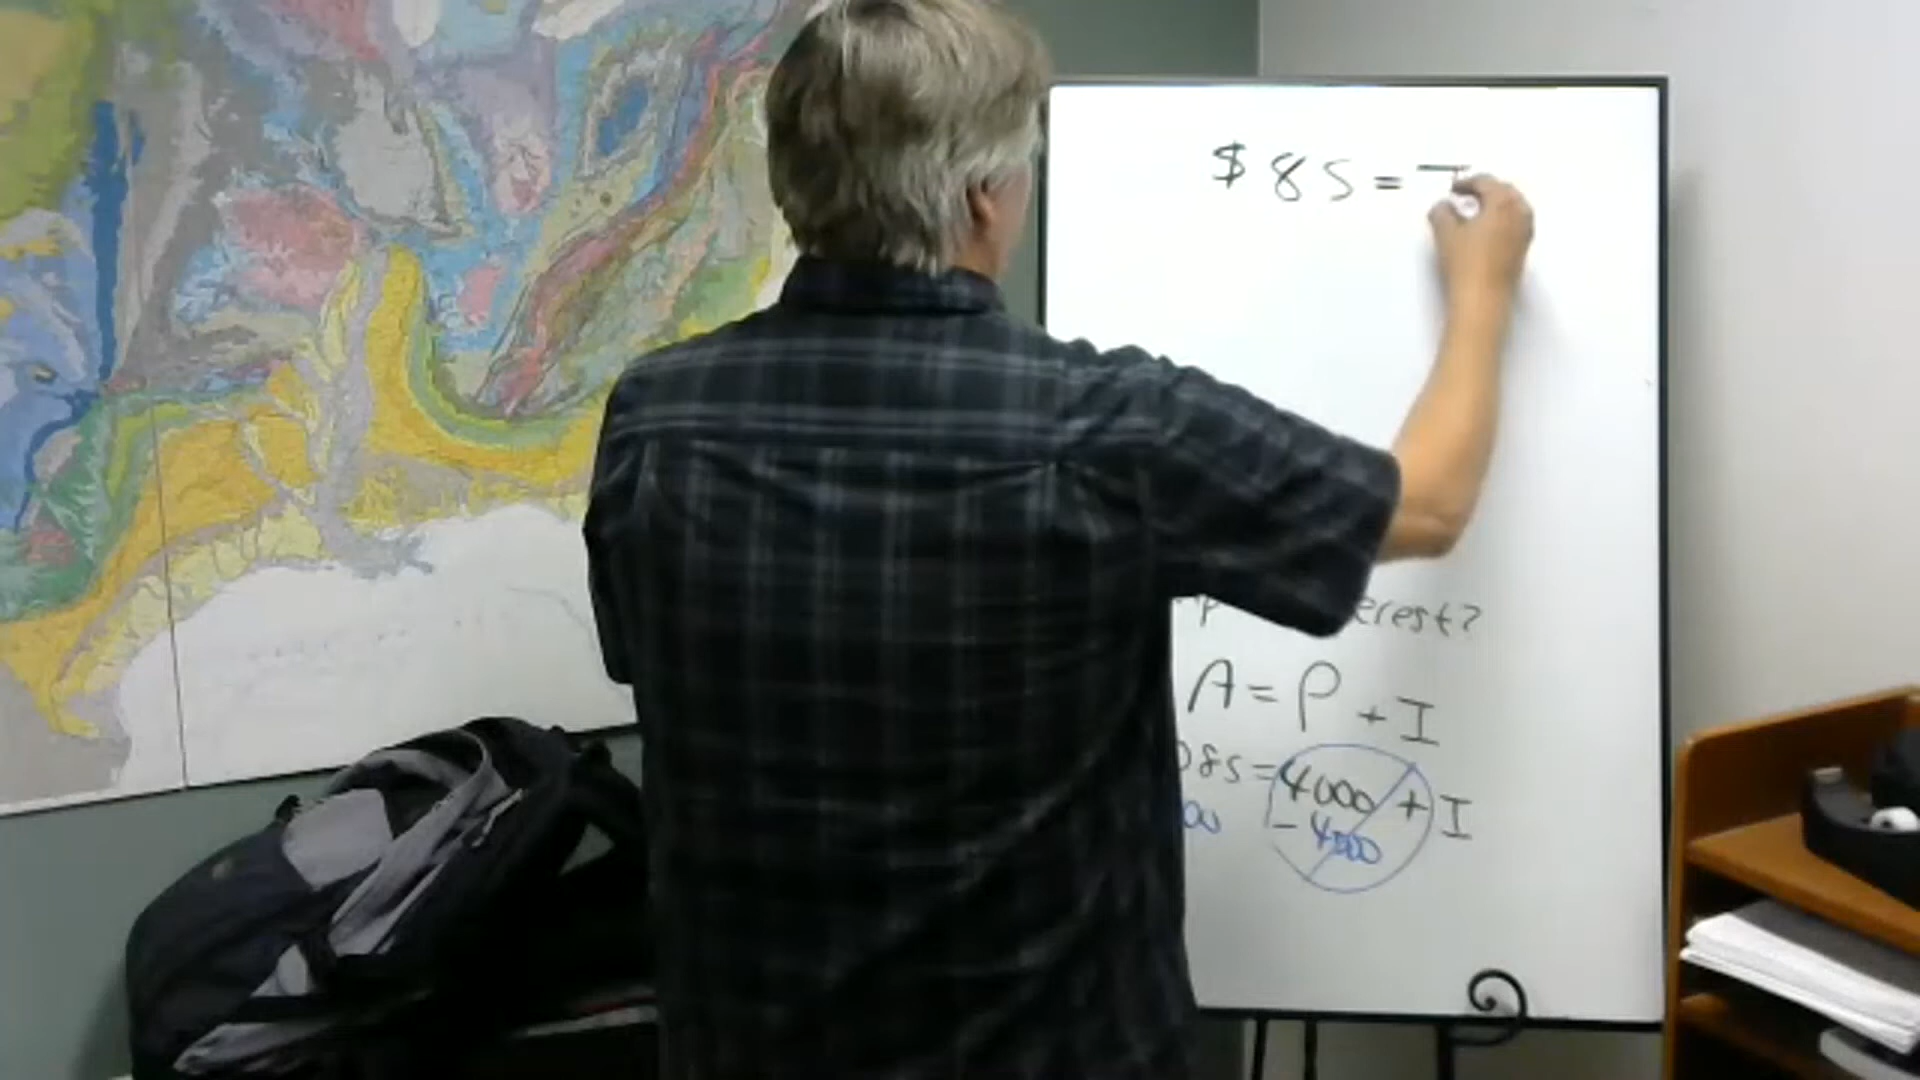 $85 =
erest?
A = P + I
085 = 4000 + I
00 - 4000